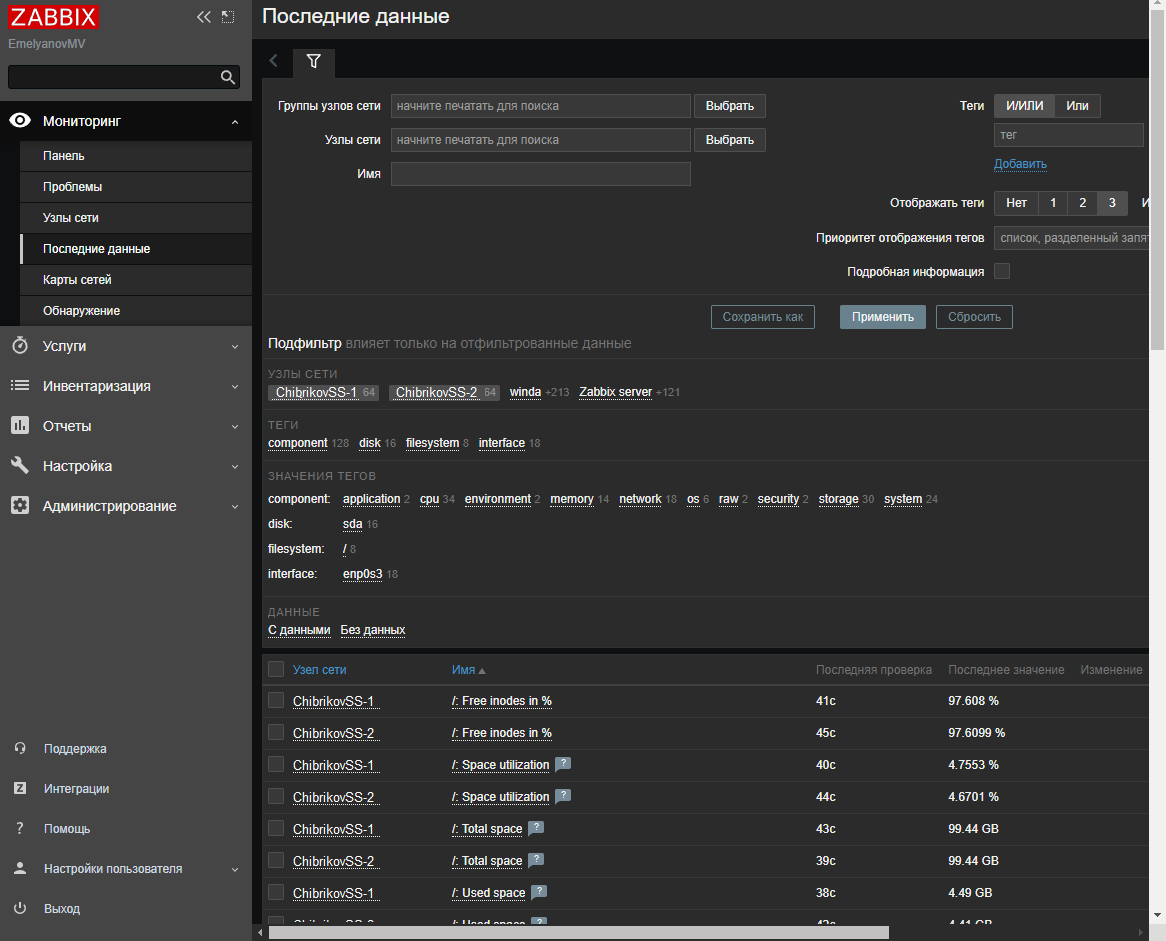 ZABBIX
EmelyanovMV
Мониторинг
Панель
Проблемы
Узлы сети
Последние данные
Карты сетей
Обнаружение
Услуги
Инвентаризация
Отчеты
Настройка
Администрирование
Поддержка
Z Интеграции
? Помощь
Настройки пользователя
Выход
Последние данные
Группы узлов сети начните печатать для поиска Выбрать
Узлы сети начните печатать для поиска Выбрать
Имя
Теги И/ИЛИ Или
тег
Добавить
Отображать теги Нет 1 2 3 И
Приоритет отображения тегов список, разделенный запят
Подробная информация
Сохранить как Применить Сбросить
Подфильтр влияет только на отфильтрованные данные
УЗЛЫ СЕТИ
ChibrikovSS-1 64 ChibrikovSS-2 64 winda +213 Zabbix server +121
ТЕГИ
component 128 disk 16 filesystem 8 interface 18
ЗНАЧЕНИЯ ТЕГОВ
component: application 2 cpu 34 environment 2 memory 14 network 18 os 6 raw 2 security 2 storage 30 system 24
disk: sda 16
filesystem: / 8
interface: enp0s3 18
ДАННЫЕ
С данными Без данных
Узел сети Имя Последняя проверка Последнее значение Изменение
ChibrikovSS-1 /: Free inodes in % 41с 97.608 %
ChibrikovSS-2 /: Free inodes in % 45с 97.6099 %
ChibrikovSS-1 /: Space utilization ? 40с 4.7553 %
ChibrikovSS-2 /: Space utilization ? 44с 4.6701 %
ChibrikovSS-1 /: Total space ? 43с 99.44 GB
ChibrikovSS-2 /: Total space ? 39с 99.44 GB
ChibrikovSS-1 /: Used space ? 38с 4.49 GB
ChibrikovSS-2 /: Used space ? 42с 4.41 GB